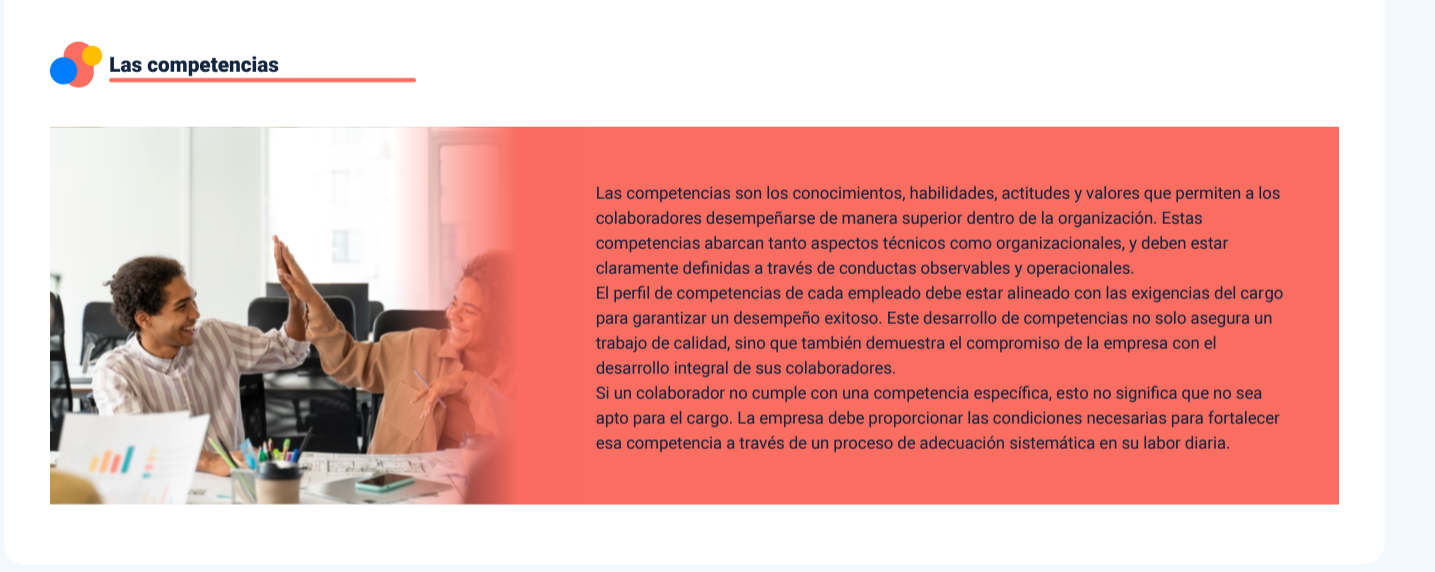 Las competencias
Las competencias son los conocimientos, habilidades, actitudes y valores que permiten a los
colaboradores desempeñarse de manera superior dentro de la organización. Estas
competencias abarcan tanto aspectos técnicos como organizacionales, y deben estar
claramente definidas a través de conductas observables y operacionales.
El perfil de competencias de cada empleado debe estar alineado con las exigencias del cargo
para garantizar un desempeño exitoso. Este desarrollo de competencias no solo asegura un
trabajo de calidad, sino que también demuestra el compromiso de la empresa con el
desarrollo integral de sus colaboradores.
Si un colaborador no cumple con una competencia específica, esto no significa que no sea
apto para el cargo. La empresa debe proporcionar las condiciones necesarias para fortalecer
esa competencia a través de un proceso de adecuación sistemática en su labor diaria.